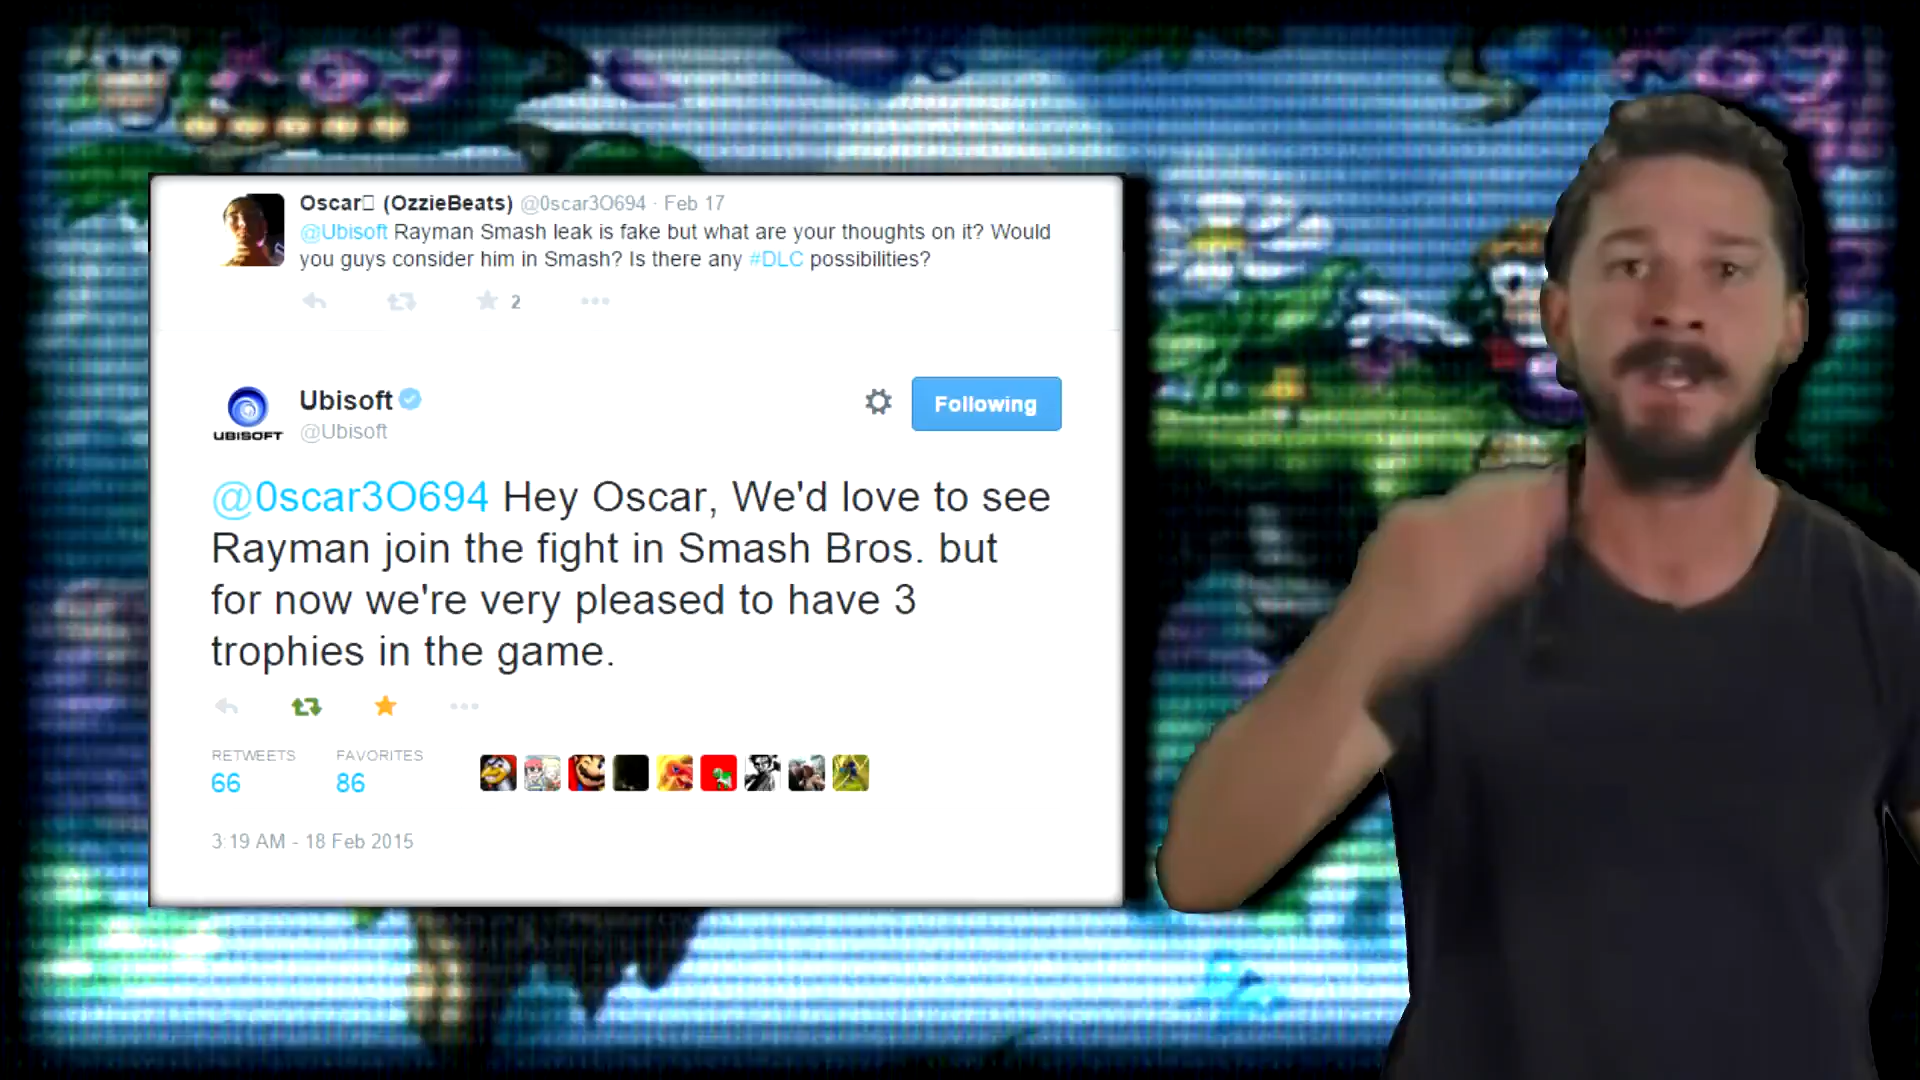 Oscar (OzzieBeats) @0scar3O694 · Feb 17
@Ubisoft Rayman Smash leak is fake but what are your thoughts on it? Would
you guys consider him in Smash? Is there any #DLC possibilities?
2
Ubisoft
@Ubisoft
UBISOFT
Following
@0scar3O694 Hey Oscar, We'd love to see
Rayman join the fight in Smash Bros. but
for now we're very pleased to have 3
trophies in the game.
RETWEETS FAVORITES
66 86
3:19 AM - 18 Feb 2015